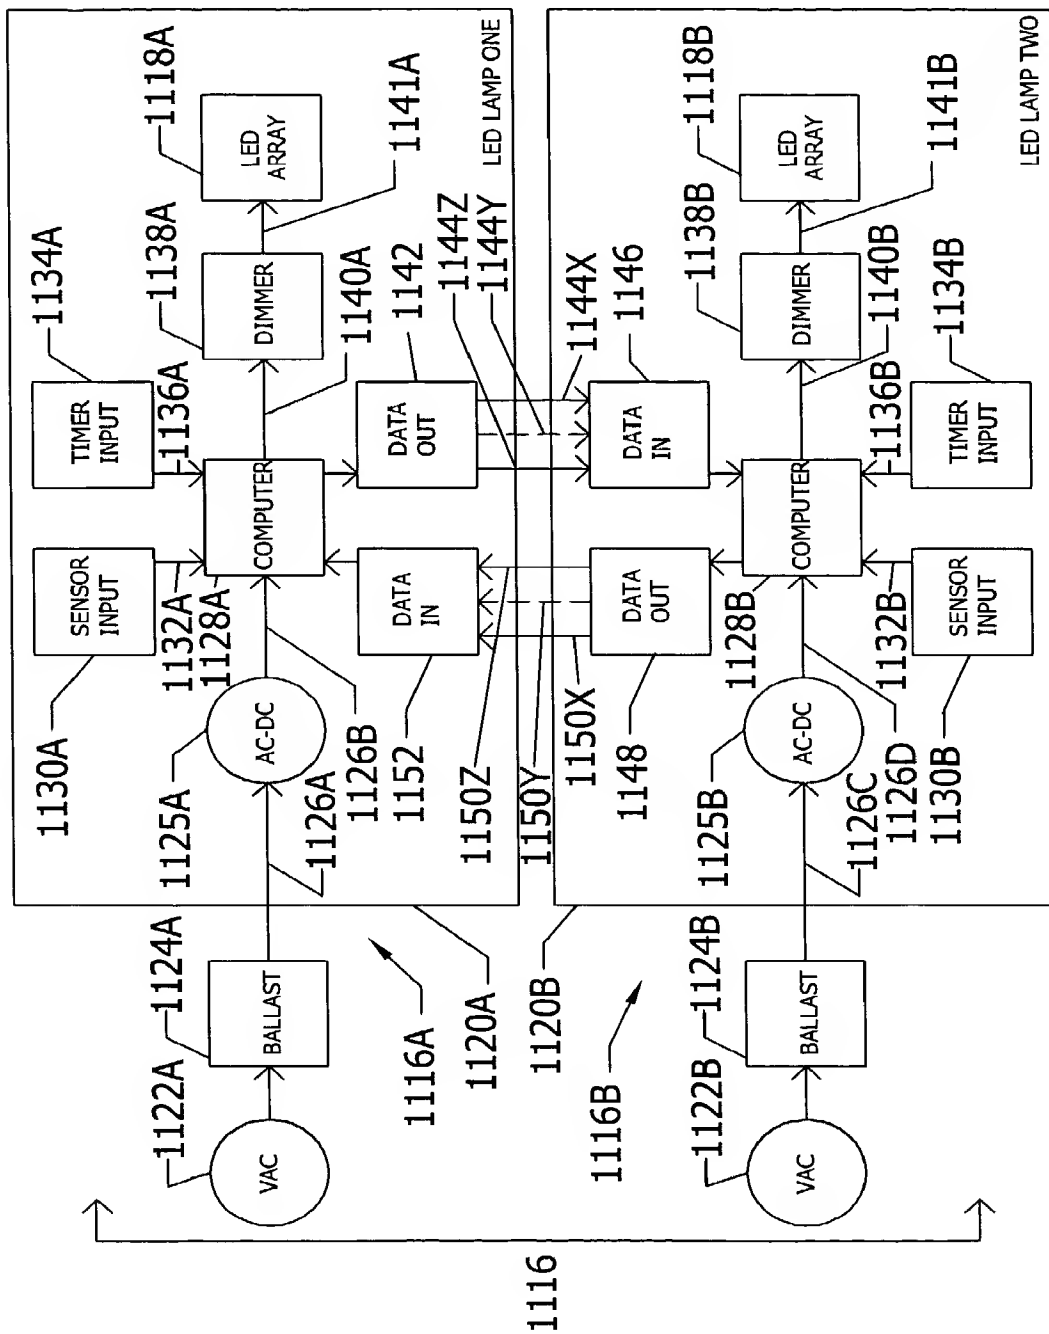 1134A
1118A
1138A
1141A
TIMER
INPUT
1136A
DIMMER
LED
ARRAY
1140A
1142
1144Z
1144Y
LED LAMP ONE
SENSOR
INPUT
1130A
1132A
1128A
COMPUTER
DATA
OUT
DATA
IN
1125A
AC-DC
1126A
1126B
1152
1150Z
1150Y
1150X
1144X
1124A
BALLAST
1122A
VAC
1116A
1120A
1116
1116B
1120B
1146
DATA
IN
DATA
OUT
1148
1138B
1118B
DIMMER
LED
ARRAY
1141B
1140B
1136B
1134B
TIMER
INPUT
LED LAMP TWO
COMPUTER
1128B
1132B
SENSOR
INPUT
1130B
1125B
AC-DC
1126C
1126D
1124B
BALLAST
1122B
VAC